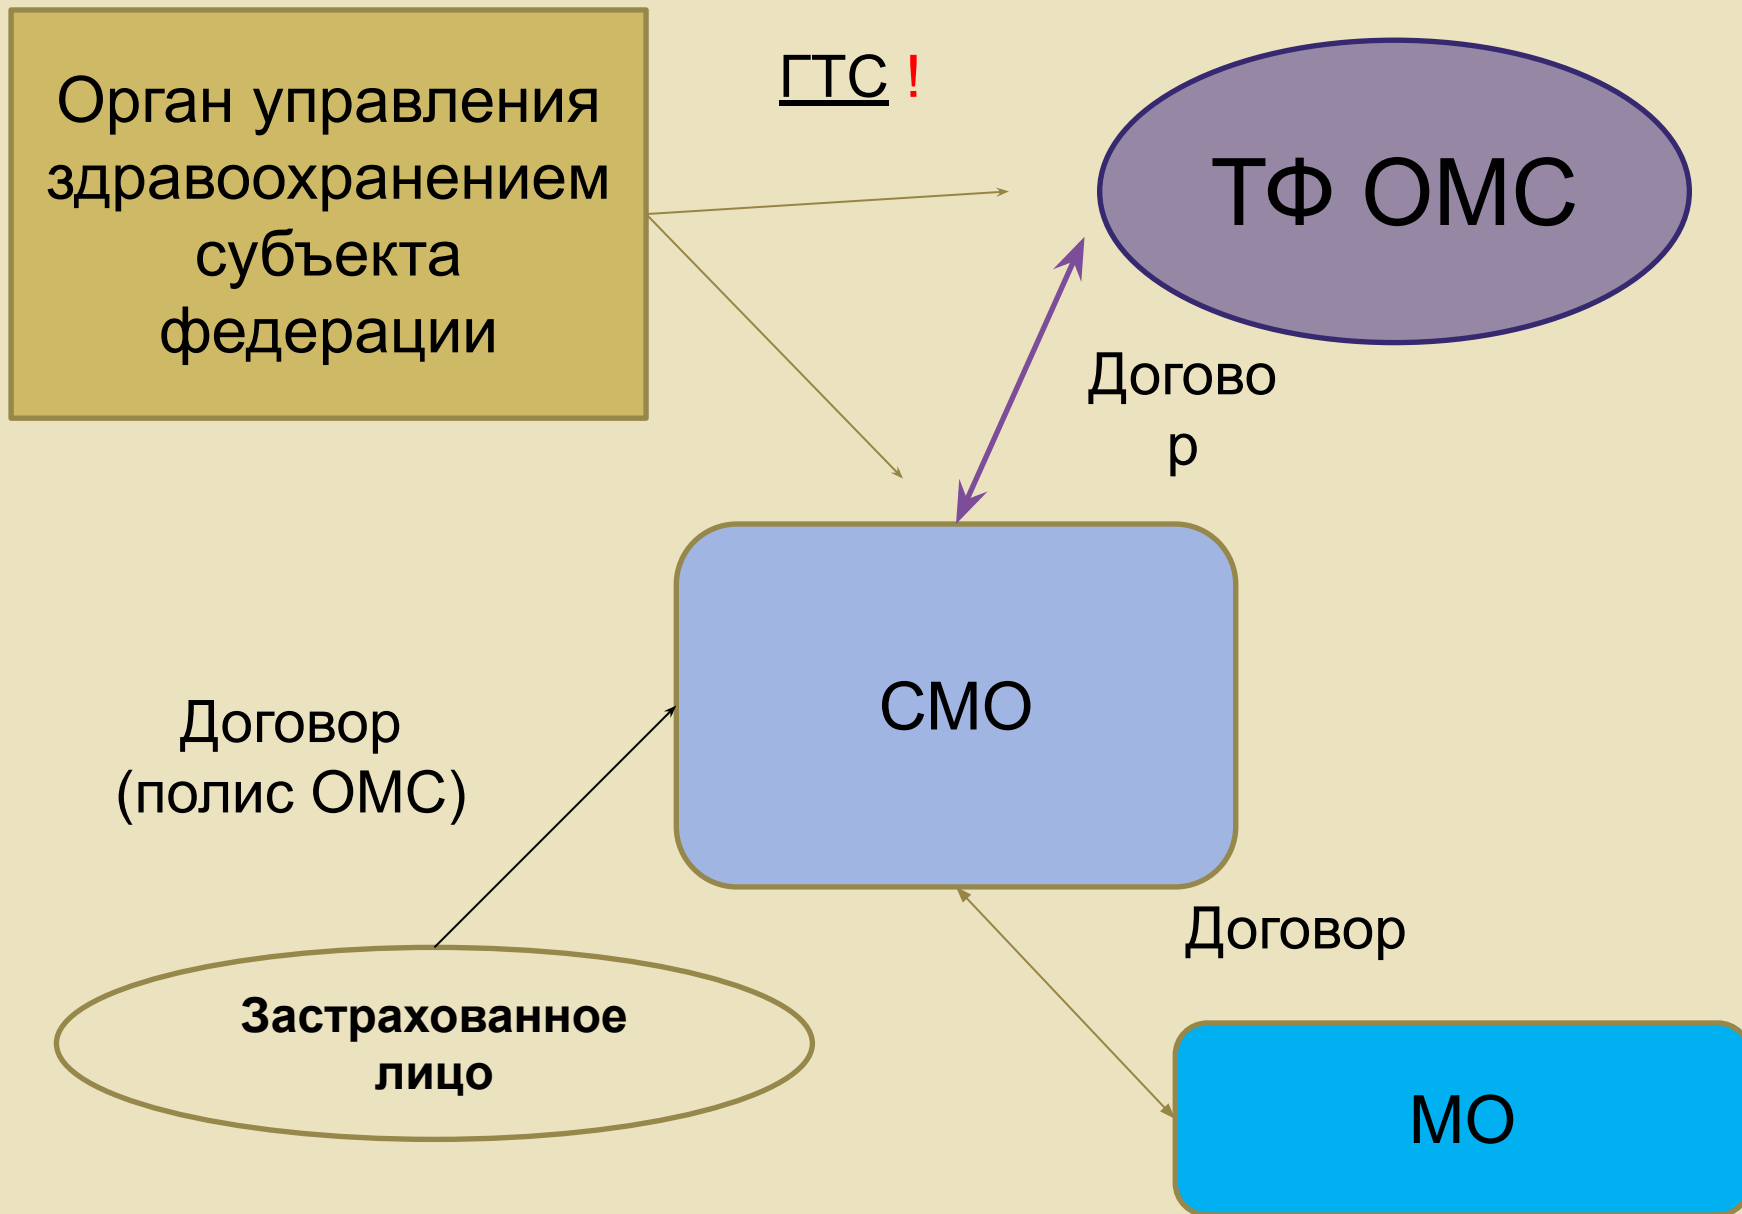 Орган управления
здравоохранением
субъекта
федерации
ГТС !
ТФ ОМС
Догово
р
СМО
Договор
(полис ОМС)
Договор
Застрахованное
лицо
МО